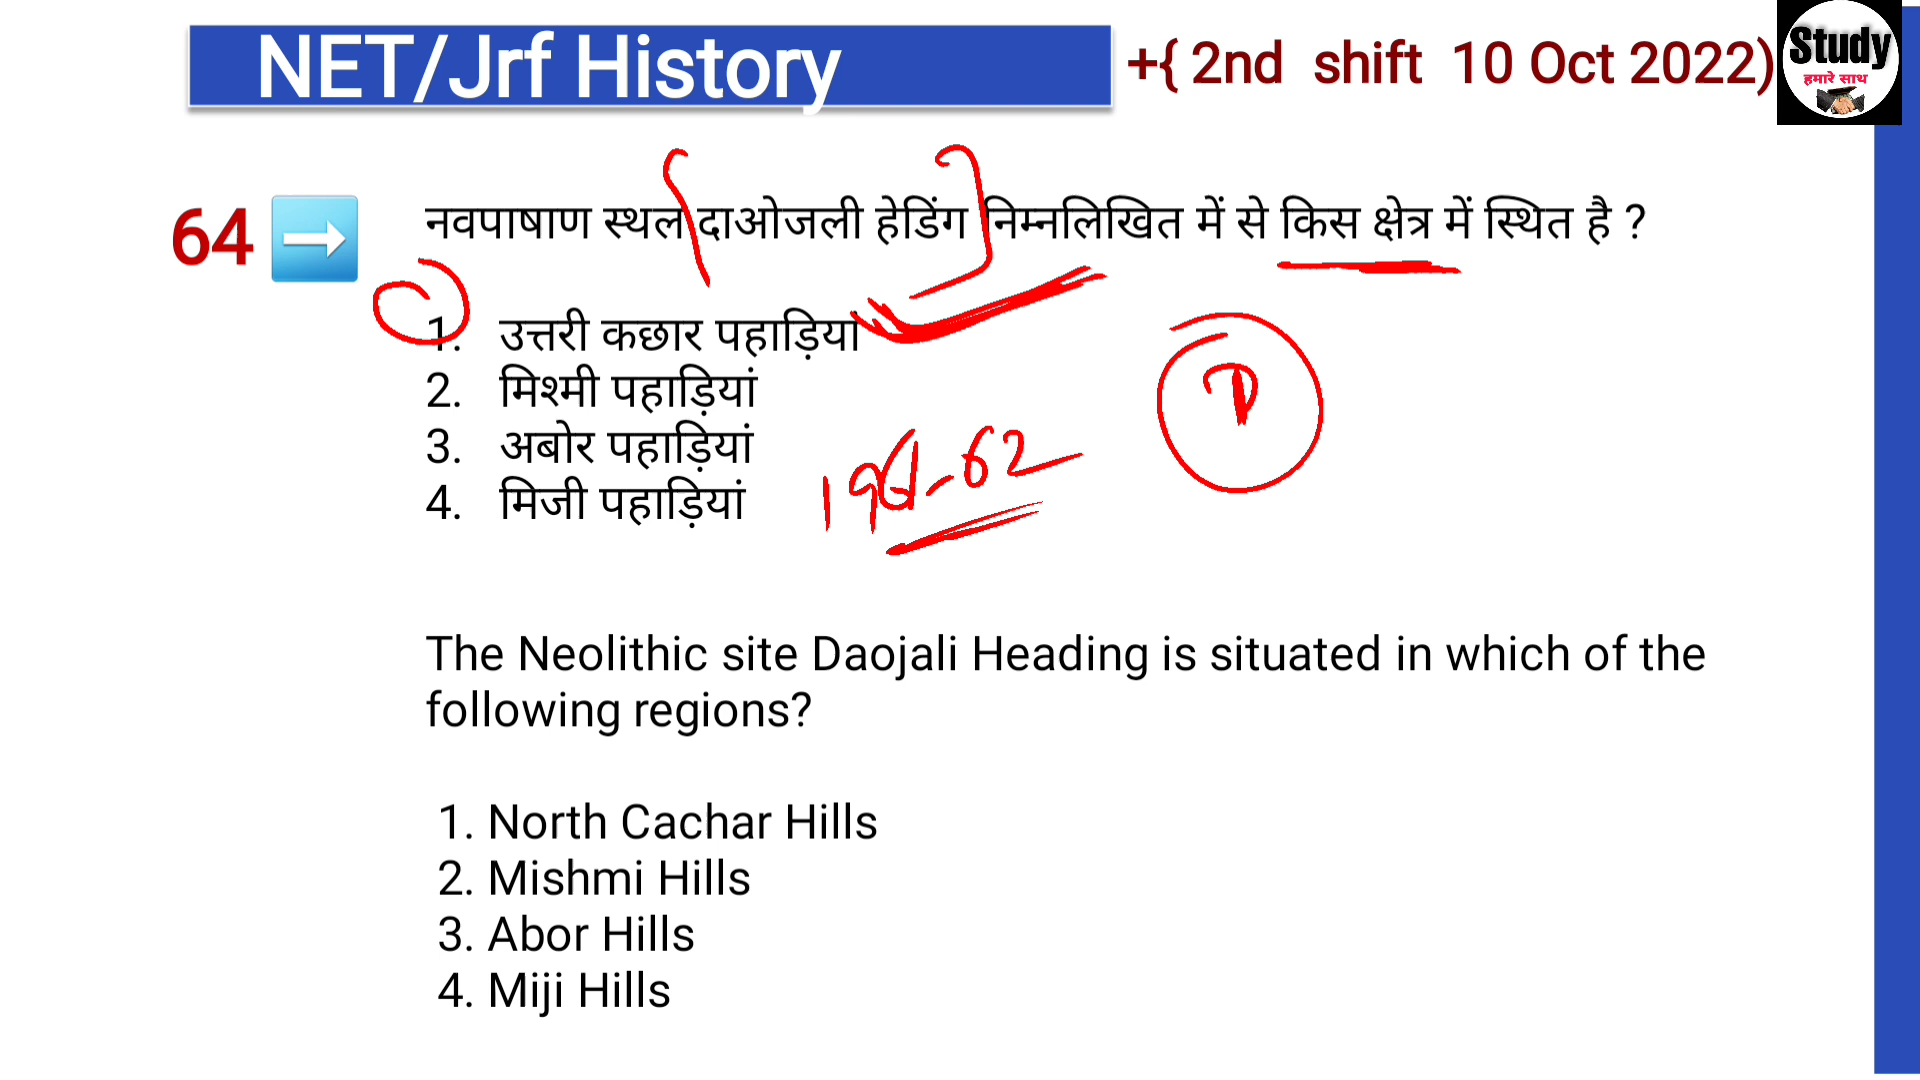 NET/Jrf History
+{ 2nd shift 10 Oct 2022)
Study
हमारे साथ
64
नवपाषाण स्थल दाओजली हेडिंग निम्नलिखित में से किस क्षेत्र में स्थित है ?
1. उत्तरी कछार पहाड़ियां
2. मिश्मी पहाड़ियां
3. अबोर पहाड़ियां
4. मिजी पहाड़ियां
The Neolithic site Daojali Heading is situated in which of the
following regions?
1. North Cachar Hills
2. Mishmi Hills
3. Abor Hills
4. Miji Hills